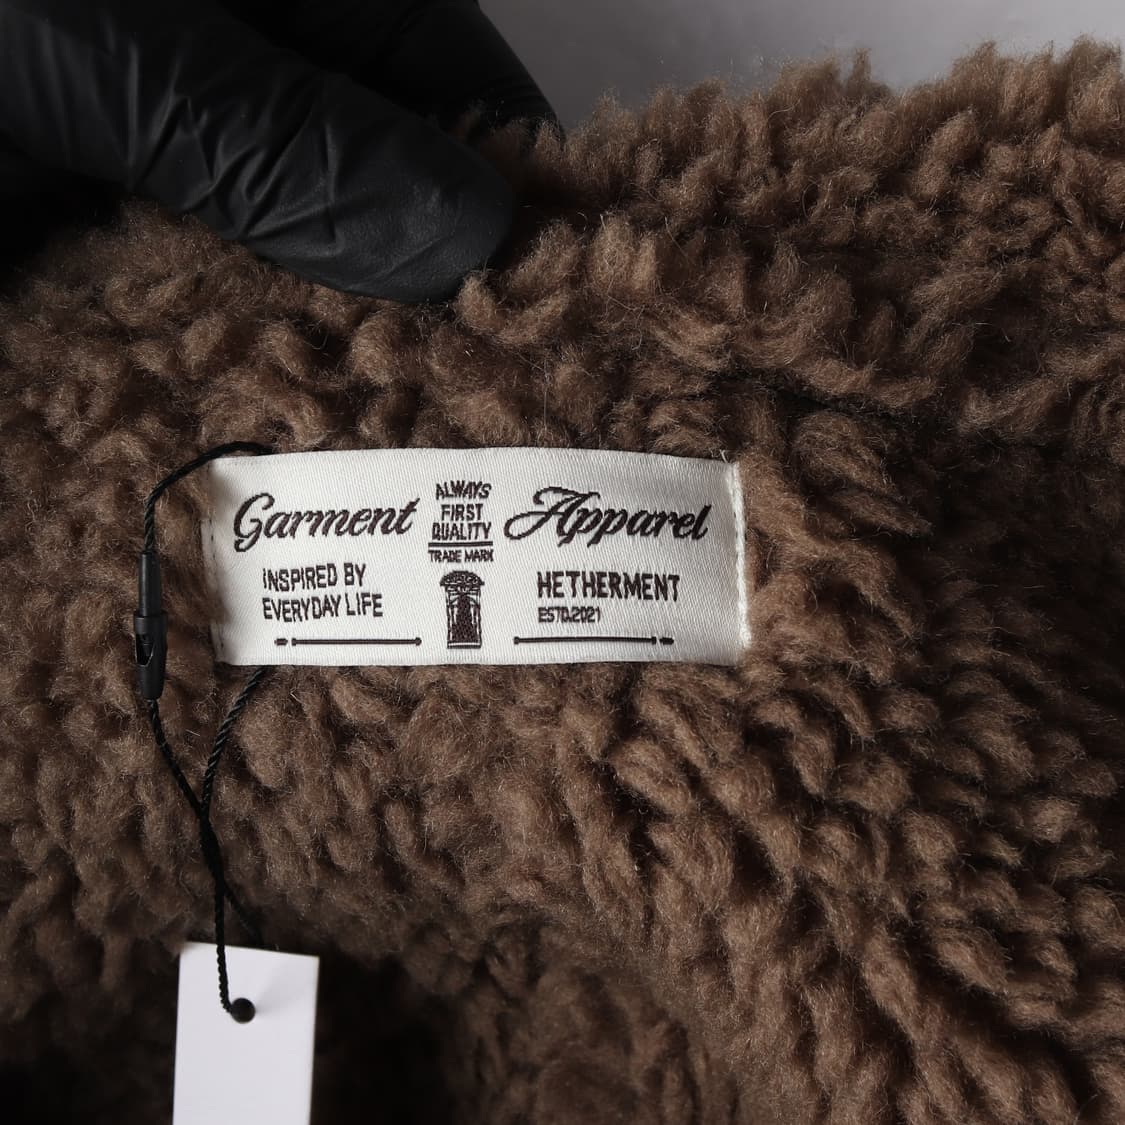 Garment
ALWAYS
FIRST
QUALITY
TRADE MARK
Apparel
INSPIRED BY
EVERYDAY LIFE
HETHERMENT
ESTD.2021